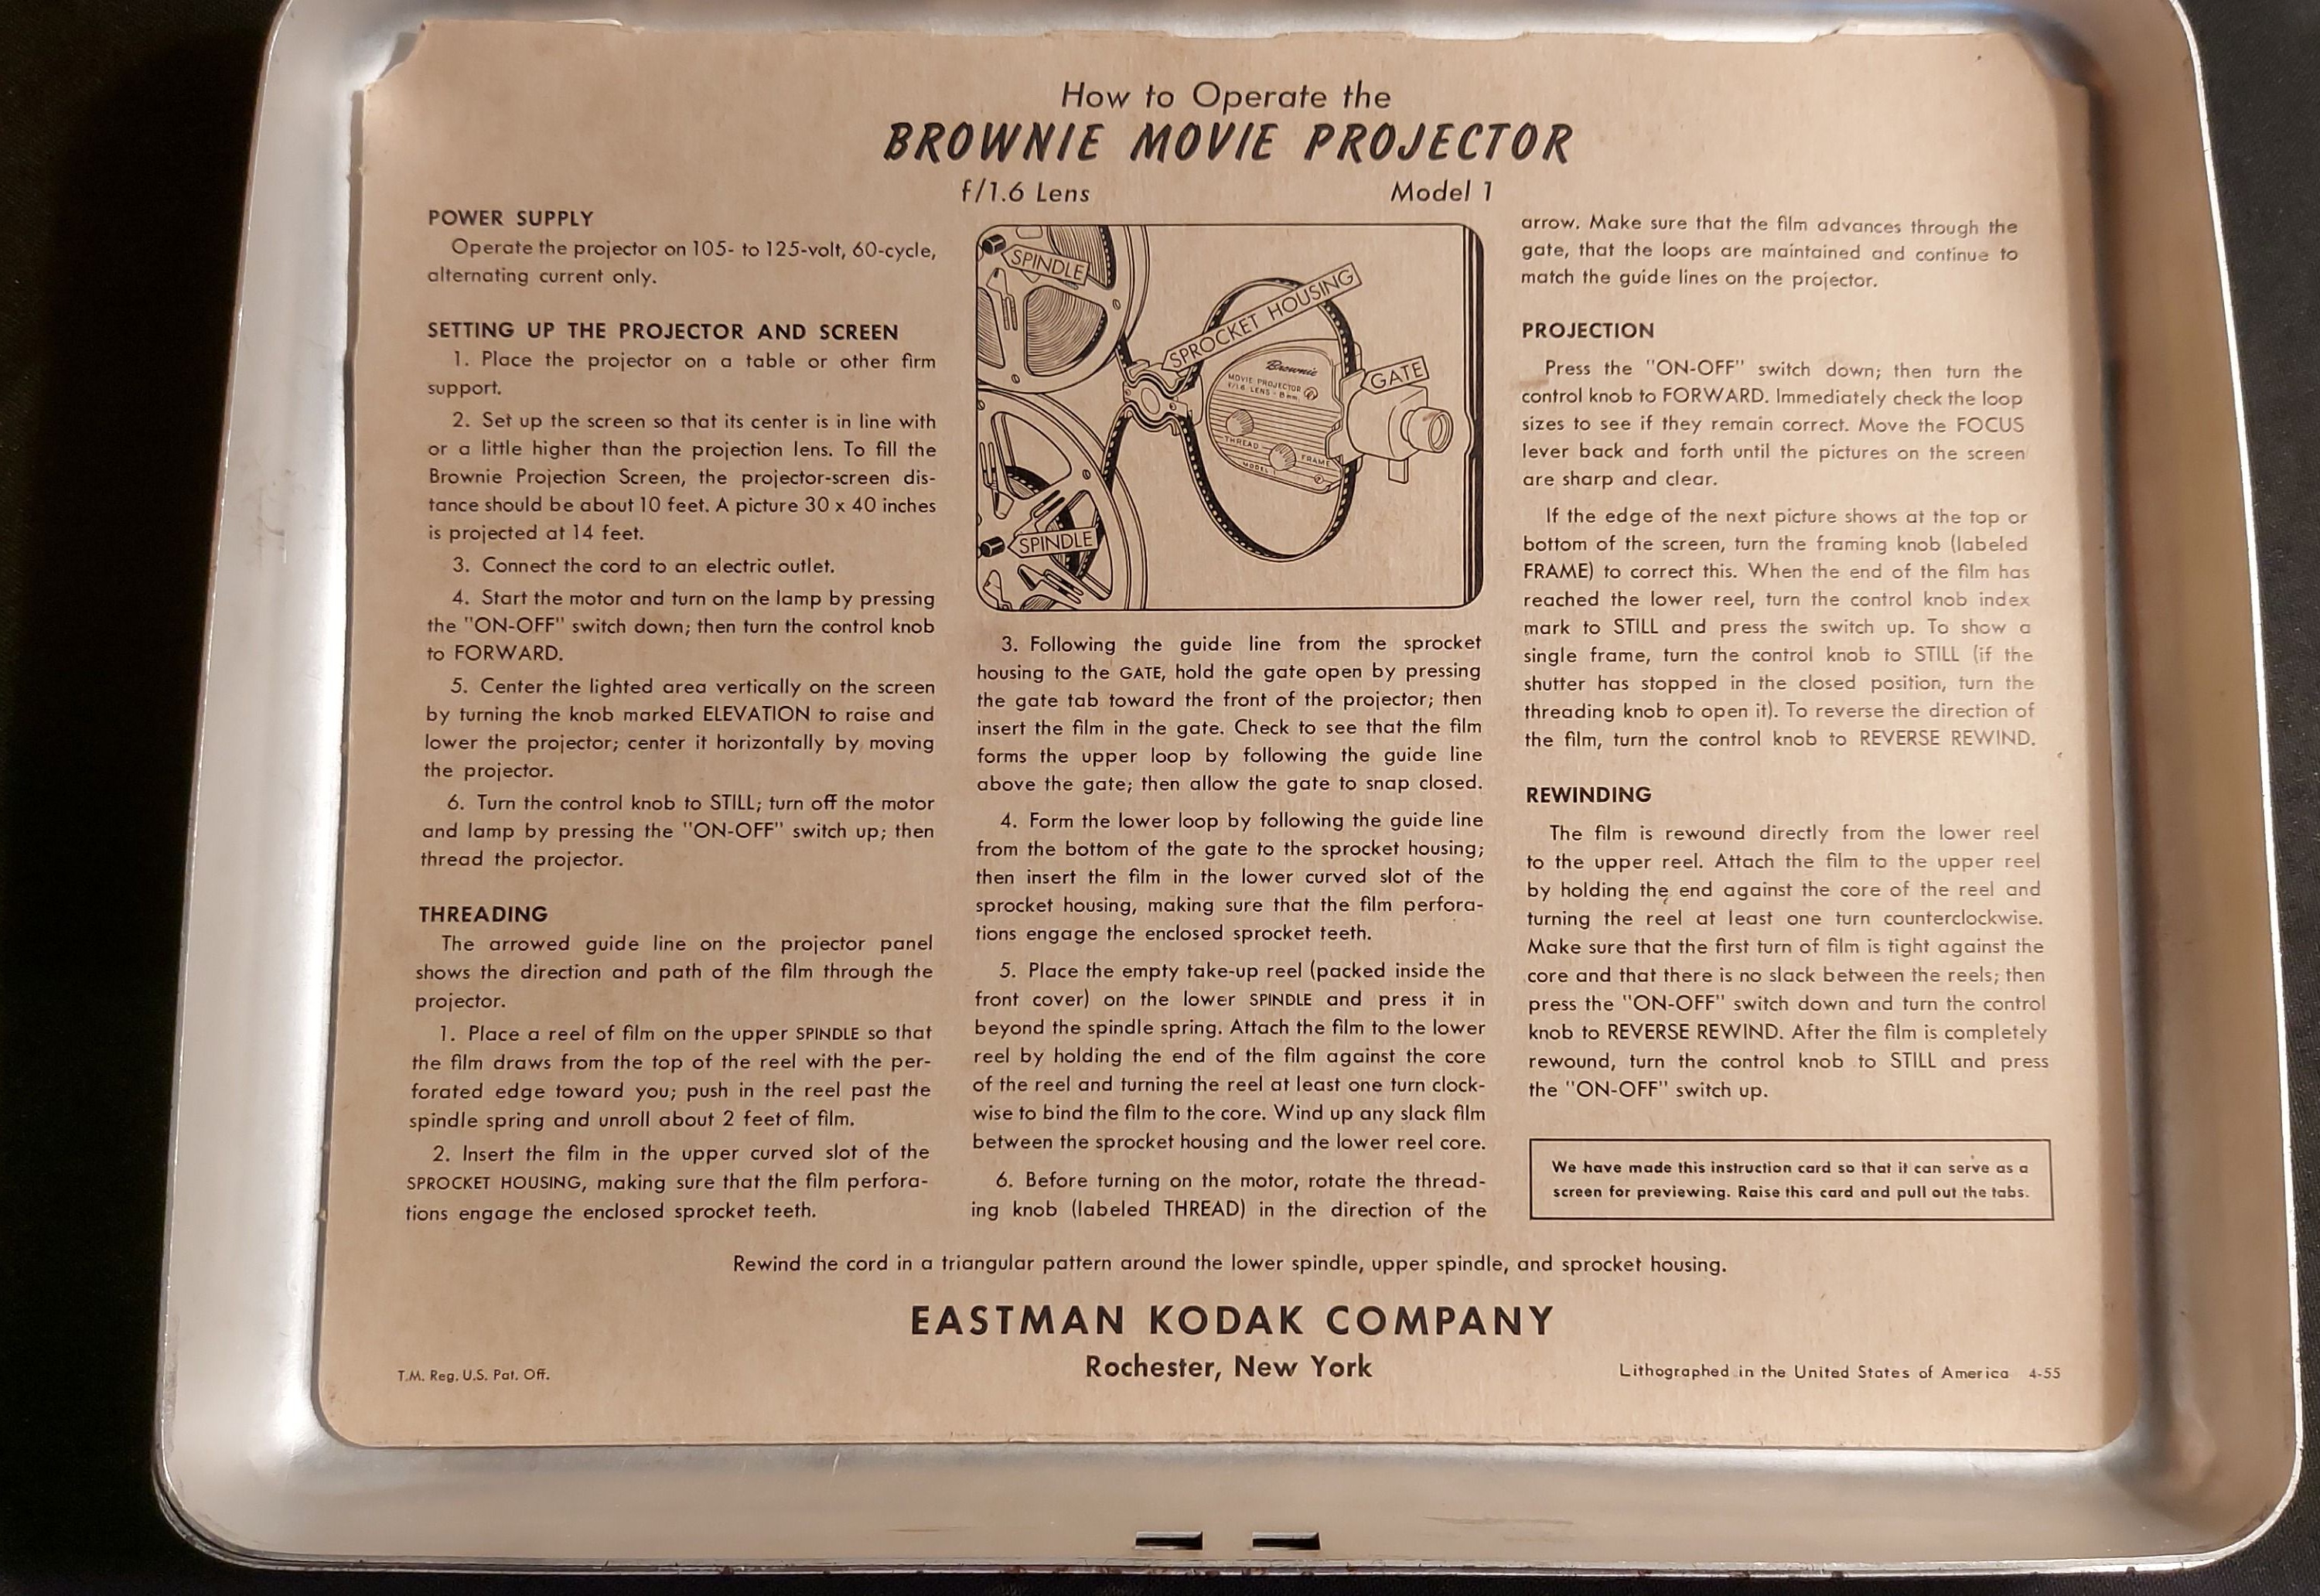 How to Operate the
BROWNIE MOVIE PROJECTOR
f/1.6 Lens Model 1
POWER SUPPLY
Operate the projector on 105- to 125-volt, 60-cycle,
alternating current only.
SETTING UP THE PROJECTOR AND SCREEN
1. Place the projector on a table or other firm
support.
2. Set up the screen so that its center is in line with
or a little higher than the projection lens. To fill the
Brownie Projection Screen, the projector-screen dis-
tance should be about 10 feet. A picture 30 x 40 inches
is projected at 14 feet.
3. Connect the cord to an electric outlet.
4. Start the motor and turn on the lamp by pressing
the "ON-OFF" switch down; then turn the control knob
to FORWARD.
5. Center the lighted area vertically on the screen
by turning the knob marked ELEVATION to raise and
lower the projector; center it horizontally by moving
the projector.
6. Turn the control knob to STILL; turn off the motor
and lamp by pressing the "ON-OFF" switch up; then
thread the projector.
THREADING
The arrowed guide line on the projector panel
shows the direction and path of the film through the
projector.
1. Place a reel of film on the upper SPINDLE so that
the film draws from the top of the reel with the per-
forated edge toward you; push in the reel past the
spindle spring and unroll about 2 feet of film.
2. Insert the film in the upper curved slot of the
SPROCKET HOUSING, making sure that the film perfora-
tions engage the enclosed sprocket teeth.
SPINDLE
SPROCKET HOUSING
GATE
Brownie
MOVIE PROJECTOR
f/1.6 LENS - 8mm
THREAD
FRAME
MODEL 1
SPINDLE
3. Following the guide line from the sprocket
housing to the GATE, hold the gate open by pressing
the gate tab toward the front of the projector; then
insert the film in the gate. Check to see that the film
forms the upper loop by following the guide line
above the gate; then allow the gate to snap closed.
4. Form the lower loop by following the guide line
from the bottom of the gate to the sprocket housing;
then insert the film in the lower curved slot of the
sprocket housing, making sure that the film perfora-
tions engage the enclosed sprocket teeth.
5. Place the empty take-up reel (packed inside the
front cover) on the lower SPINDLE and press it in
beyond the spindle spring. Attach the film to the lower
reel by holding the end of the film against the core
of the reel and turning the reel at least one turn clock-
wise to bind the film to the core. Wind up any slack film
between the sprocket housing and the lower reel core.
6. Before turning on the motor, rotate the thread-
ing knob (labeled THREAD) in the direction of the
arrow. Make sure that the film advances through the
gate, that the loops are maintained and continue to
match the guide lines on the projector.
PROJECTION
Press the "ON-OFF" switch down; then turn the
control knob to FORWARD. Immediately check the loop
sizes to see if they remain correct. Move the FOCUS
lever back and forth until the pictures on the screen
are sharp and clear.
If the edge of the next picture shows at the top or
bottom of the screen, turn the framing knob (labeled
FRAME) to correct this. When the end of the film has
reached the lower reel, turn the control knob index
mark to STILL and press the switch up. To show a
single frame, turn the control knob to STILL (if the
shutter has stopped in the closed position, turn the
threading knob to open it). To reverse the direction of
the film, turn the control knob to REVERSE REWIND.
REWINDING
The film is rewound directly from the lower reel
to the upper reel. Attach the film to the upper reel
by holding the end against the core of the reel and
turning the reel at least one turn counterclockwise.
Make sure that the first turn of film is tight against the
core and that there is no slack between the reels; then
press the "ON-OFF" switch down and turn the control
knob to REVERSE REWIND. After the film is completely
rewound, turn the control knob to STILL and press
the "ON-OFF" switch up.
We have made this instruction card so that it can serve as a
screen for previewing. Raise this card and pull out the tabs.
Rewind the cord in a triangular pattern around the lower spindle, upper spindle, and sprocket housing.
EASTMAN KODAK COMPANY
Rochester, New York
T.M. Reg. U.S. Pat. Off.
Lithographed in the United States of America 4-55